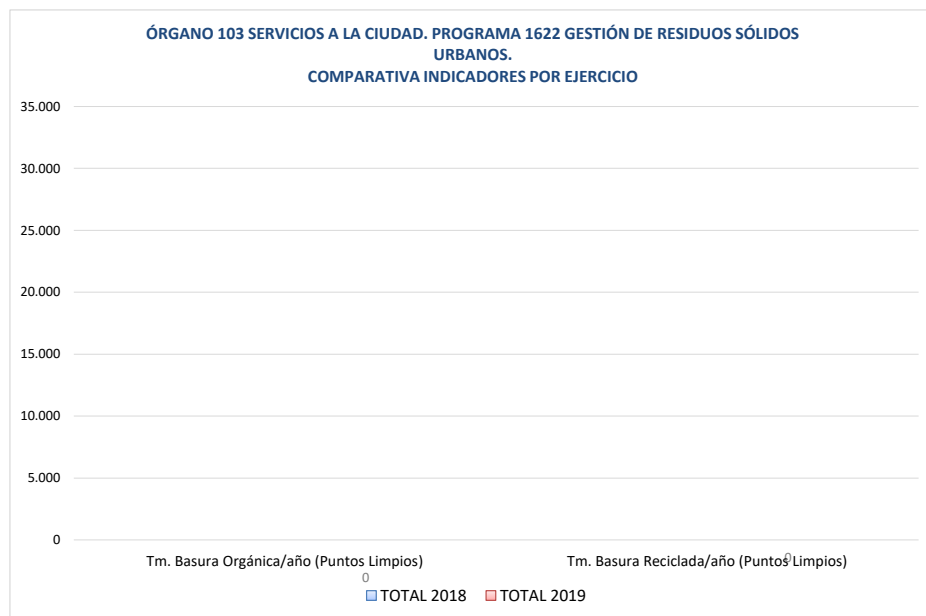 ÓRGANO 103 SERVICIOS A LA CIUDAD. PROGRAMA 1622 GESTIÓN DE RESIDUOS SÓLIDOS
URBANOS.
COMPARATIVA INDICADORES POR EJERCICIO
35.000
30.000
25.000
20.000
15.000
10.000
5.000
0
Tm. Basura Orgánica/año (Puntos Limpios)
Tm. Basura Reciclada/año (Puntos Limpios)
0
0
TOTAL 2018
TOTAL 2019